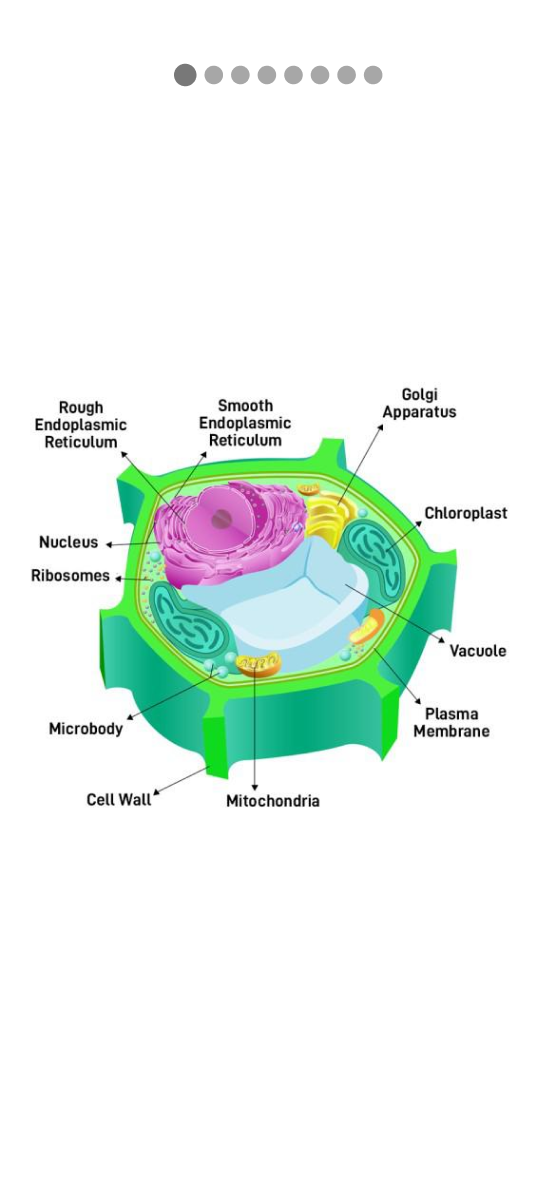 Golgi
Apparatus
Rough
Endoplasmic
Reticulum
Smooth
Endoplasmic
Reticulum
Chloroplast
Nucleus
Ribosomes
Vacuole
Plasma
Membrane
Microbody
Cell Wall
Mitochondria